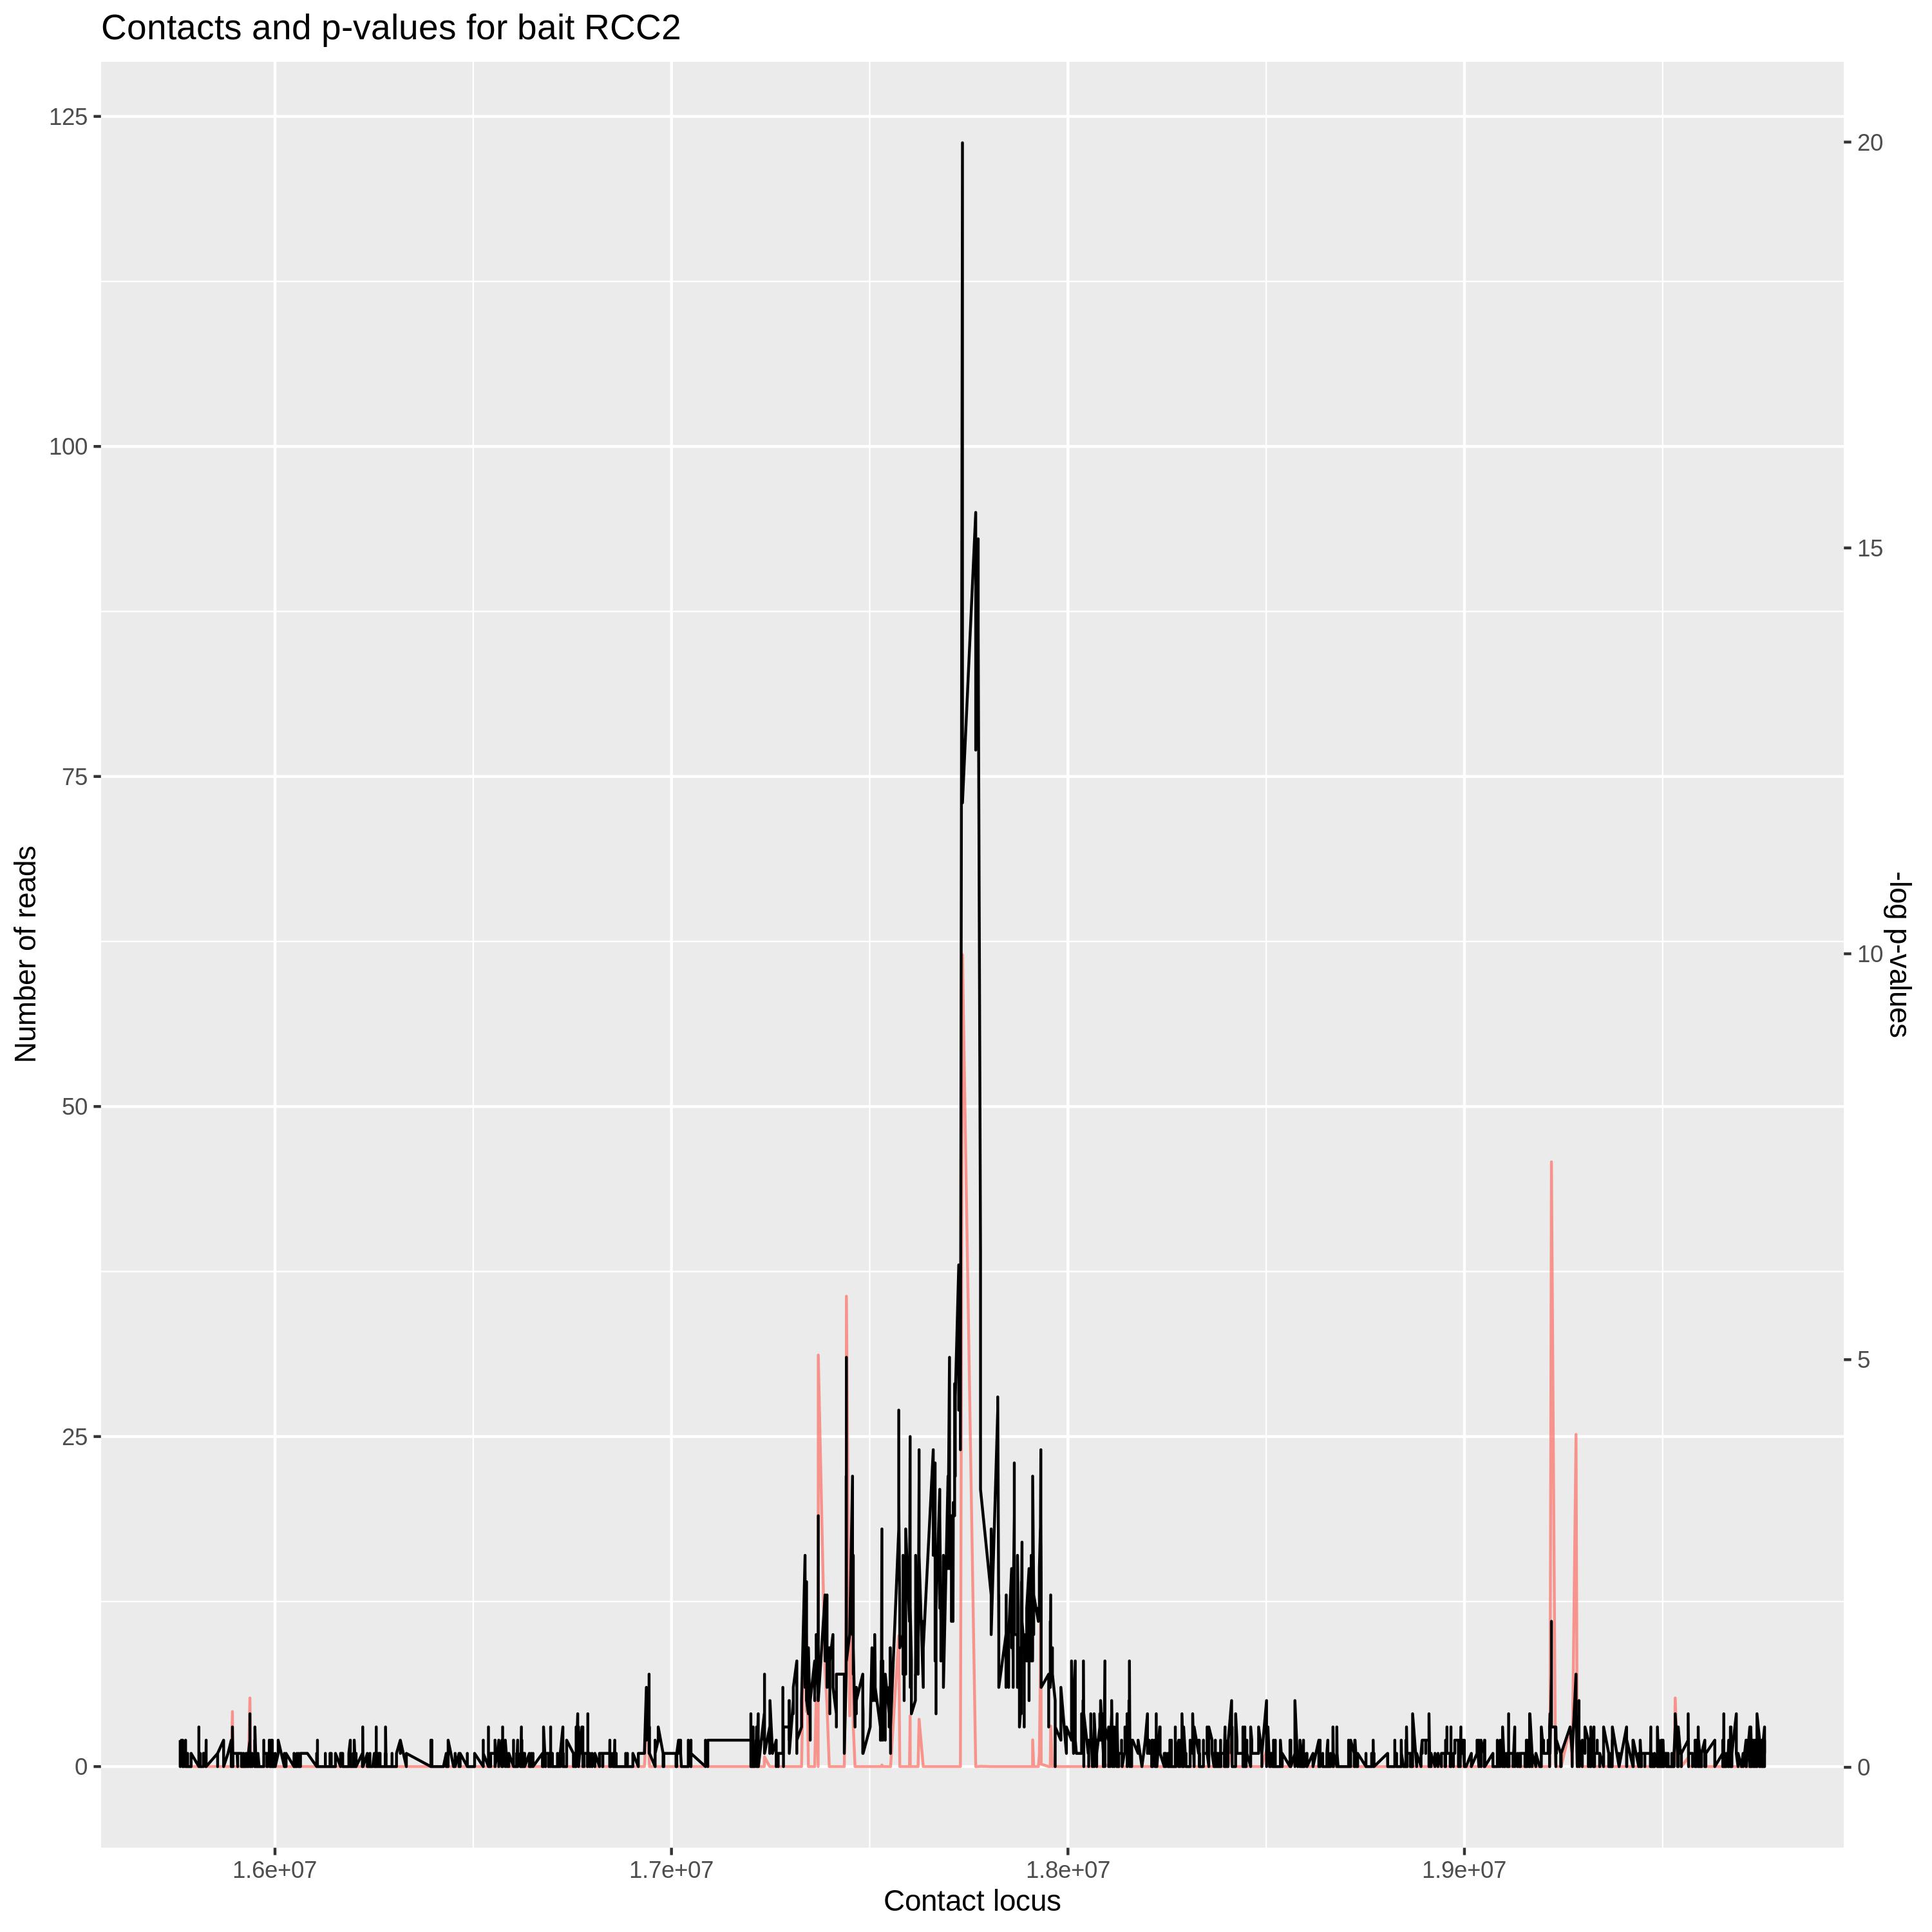 Contacts and p-values for bait RCC2
125
100
75
50
25
0
Number of reads
20
15
10
5
0
-log p-values
1.6e+07
1.7e+07
1.8e+07
1.9e+07
Contact locus